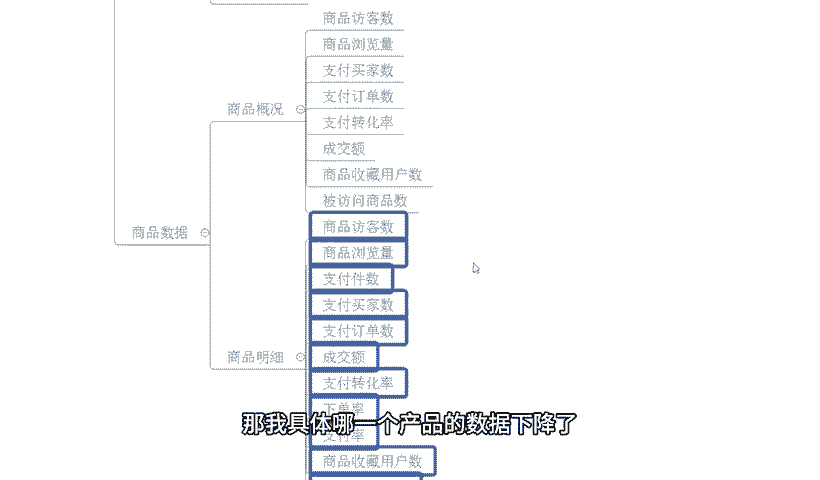 商品访客数
商品浏览量
支付买家数
支付订单数
商品概况
支付转化率
成交额
商品收藏用户数
被访问商品数
商品访客数
商品数据
商品浏览量
支付件数
支付买家数
支付订单数
商品明细
成交额
支付转化率
下单率
那我具体哪一个产品的数据下降了
支付率
商品收藏用户数